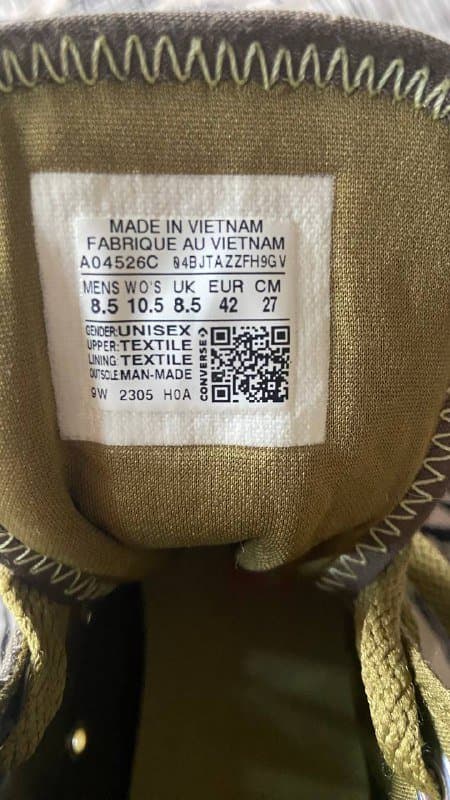 MADE IN VIETNAM
FABRIQUE AU VIETNAM
A04526C 04BJTAZZFH9GV
MENS WO'S UK EUR CM
8.5 10.5 8.5 42 27
GENDER:UNISEX
UPPER:TEXTILE
LINING:TEXTILE
OUTSOLE:MAN-MADE
9W 2305 H0A
CONVERSE